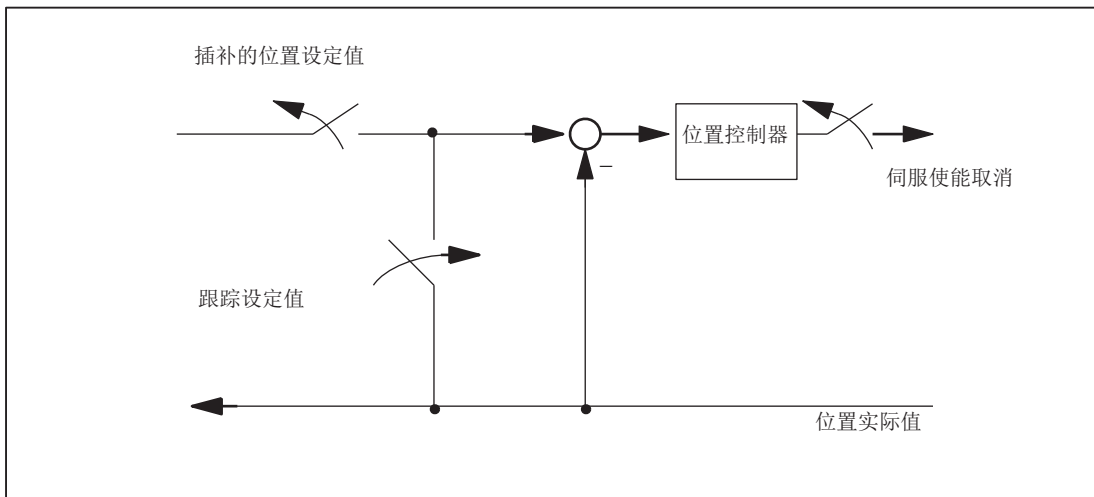 插补的位置设定值
位置控制器
伺服使能取消
跟踪设定值
位置实际值